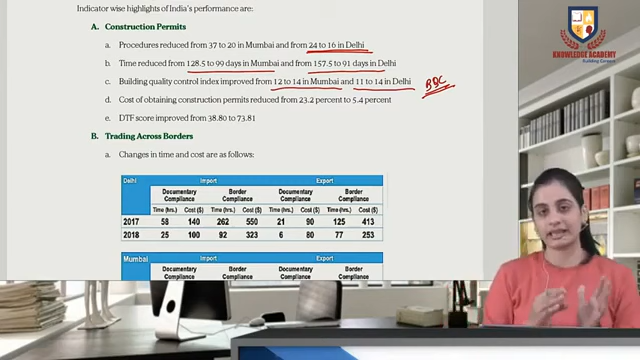 Indicator wise highlights of India's performance are:
A. Construction Permits
a. Procedures reduced from 37 to 20 in Mumbai and from 24 to 16 in Delhi
b. Time reduced from 128.5 to 99 days in Mumbai and from 157.5 to 91 days in Delhi
c. Building quality control index improved from 12 to 14 in Mumbai and 11 to 14 in Delhi
d. Cost of obtaining construction permits reduced from 23.2 percent to 5.4 percent
e. DTF score improved from 38.80 to 73.81
B. Trading Across Borders
a. Changes in time and cost are as follows:
Delhi Import Export
Documentary Compliance Border Compliance Documentary Compliance Border Compliance
Time (hrs.) Cost ($) Time (hrs.) Cost ($) Time (hrs.) Cost ($) Time (hrs.) Cost ($)
2017 58 140 262 550 21 90 125 413
2018 25 100 92 323 6 80 77 253
Mumbai Import Export
Documentary Border Documentary Border
KNOWLEDGE ACADEMY
Building Career